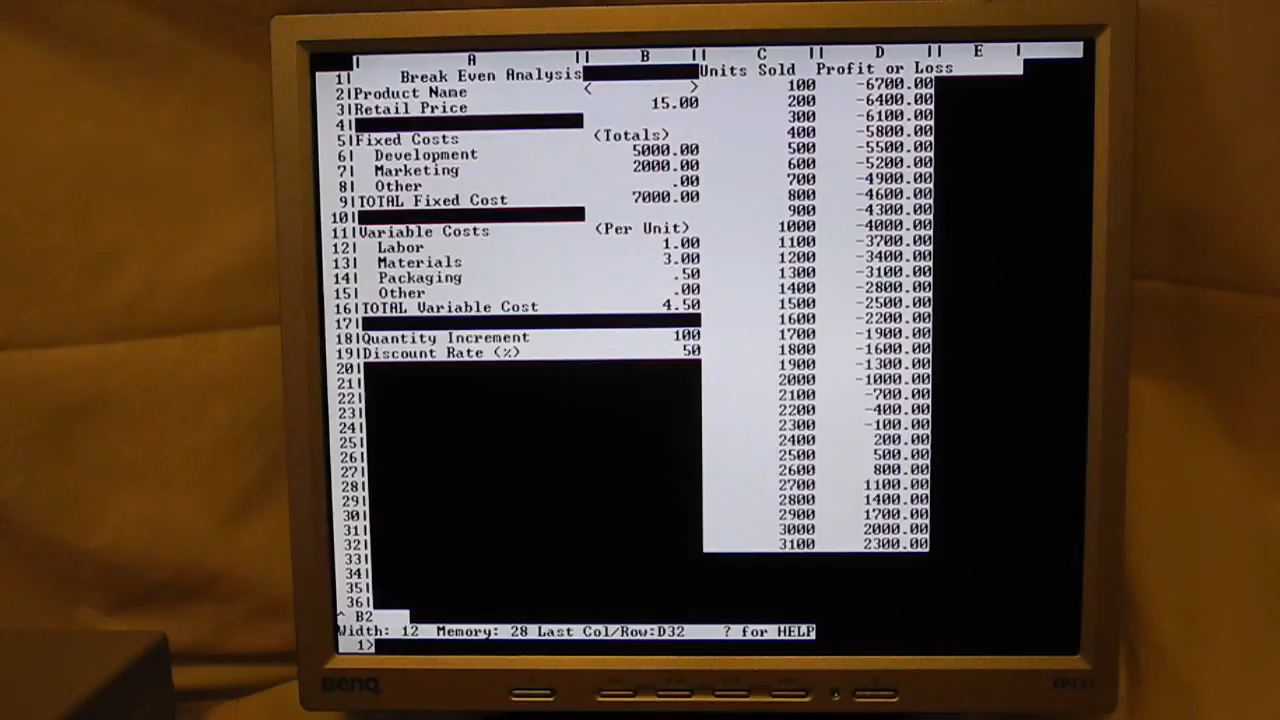 A || B || C || D || E |
1| Break Even Analysis Units Sold Profit or Loss
2|Product Name < > 100 -6700.00
3|Retail Price 15.00 200 -6400.00
4| 300 -6100.00
5|Fixed Costs (Totals) 400 -5800.00
6| Development 5000.00 500 -5500.00
7| Marketing 2000.00 600 -5200.00
8| Other .00 700 -4900.00
9|TOTAL Fixed Cost 7000.00 800 -4600.00
10| 900 -4300.00
11|Variable Costs (Per Unit) 1000 -4000.00
12| Labor 1.00 1100 -3700.00
13| Materials 3.00 1200 -3400.00
14| Packaging .50 1300 -3100.00
15| Other .00 1400 -2800.00
16|TOTAL Variable Cost 4.50 1500 -2500.00
17| 1600 -2200.00
18|Quantity Increment 100 1700 -1900.00
19|Discount Rate (%) 50 1800 -1600.00
20| 1900 -1300.00
21| 2000 -1000.00
22| 2100 -700.00
23| 2200 -400.00
24| 2300 -100.00
25| 2400 200.00
26| 2500 500.00
27| 2600 800.00
28| 2700 1100.00
29| 2800 1400.00
30| 2900 1700.00
31| 3000 2000.00
32| 3100 2300.00
33|
34|
35|
36|
^ B2
Width: 12 Memory: 28 Last Col/Row:D32 ? for HELP
1>
BenQ